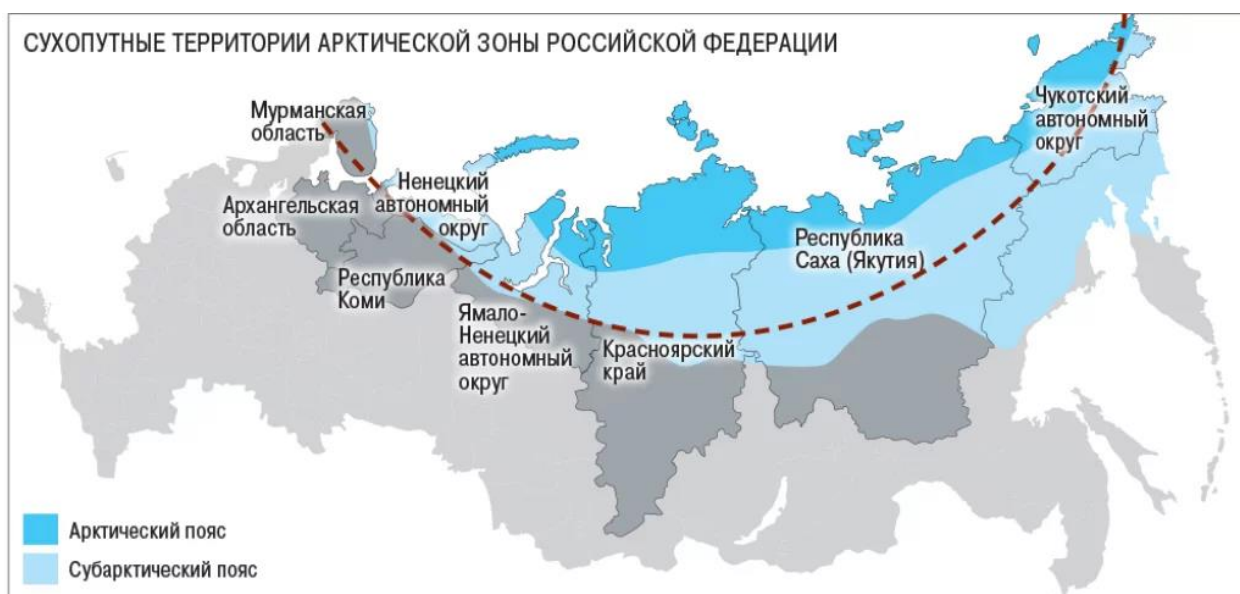 СУХОПУТНЫЕ ТЕРРИТОРИИ АРКТИЧЕСКОЙ ЗОНЫ РОССИЙСКОЙ ФЕДЕРАЦИИ
Мурманская
область
Чукотский
автономный
округ
Ненецкий
автономный
округ
Архангельская
область
Республика
Саха (Якутия)
Республика
Коми
Ямало-
Ненецкий
автономный
округ
Красноярский
край
Арктический пояс
Субарктический пояс